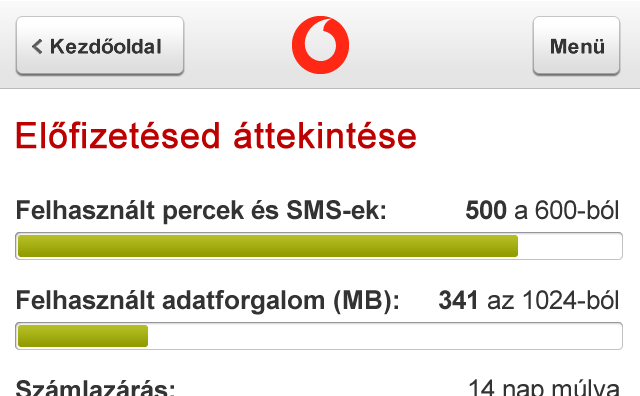 Kezdőoldal
Menü
Előfizetésed áttekintése
Felhasznált percek és SMS-ek: 500 a 600-ból
Felhasznált adatforgalom (MB): 341 az 1024-ból
Számlazárás: 14 nap múlva